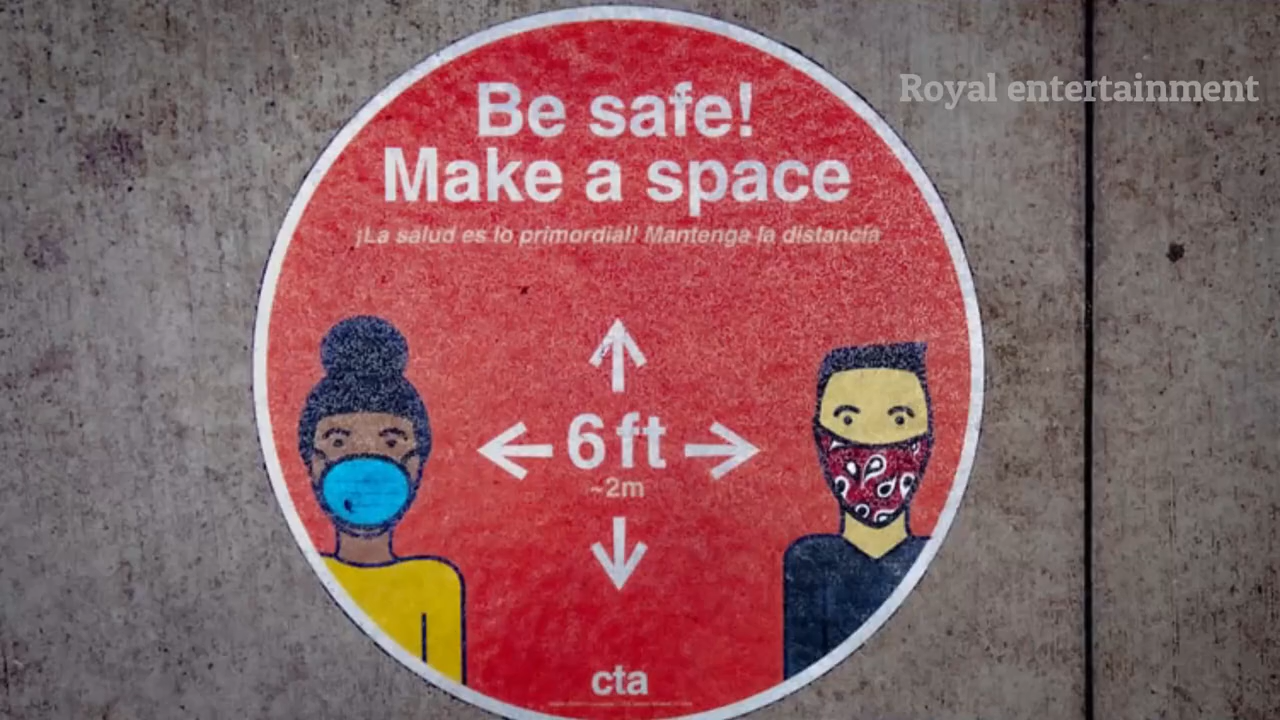 Royal entertainment
Be safe!
Make a space
¡La salud es lo primordial! Mantenga la distancia
6 ft
~2m
cta